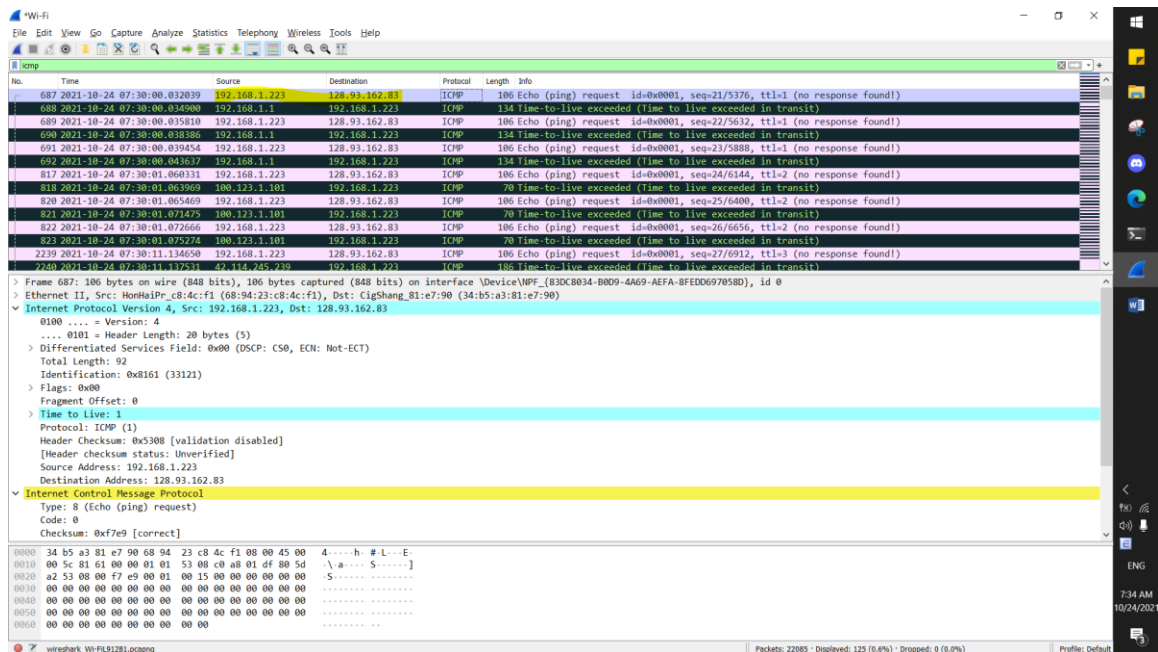 *Wi-Fi
File Edit View Go Capture Analyze Statistics Telephony Wireless Tools Help
icmp
No. Time Source Destination Protocol Length Info
687 2021-10-24 07:30:00.032039 192.168.1.223 128.93.162.83 ICMP 106 Echo (ping) request id=0x0001, seq=21/5376, ttl=1 (no response found!)
688 2021-10-24 07:30:00.034900 192.168.1.1 192.168.1.223 ICMP 134 Time-to-live exceeded (Time to live exceeded in transit)
689 2021-10-24 07:30:00.035810 192.168.1.223 128.93.162.83 ICMP 106 Echo (ping) request id=0x0001, seq=22/5632, ttl=1 (no response found!)
690 2021-10-24 07:30:00.038386 192.168.1.1 192.168.1.223 ICMP 134 Time-to-live exceeded (Time to live exceeded in transit)
691 2021-10-24 07:30:00.039454 192.168.1.223 128.93.162.83 ICMP 106 Echo (ping) request id=0x0001, seq=23/5888, ttl=1 (no response found!)
692 2021-10-24 07:30:00.043637 192.168.1.1 192.168.1.223 ICMP 134 Time-to-live exceeded (Time to live exceeded in transit)
817 2021-10-24 07:30:01.060331 192.168.1.223 128.93.162.83 ICMP 106 Echo (ping) request id=0x0001, seq=24/6144, ttl=2 (no response found!)
818 2021-10-24 07:30:01.063969 100.123.1.101 192.168.1.223 ICMP 70 Time-to-live exceeded (Time to live exceeded in transit)
820 2021-10-24 07:30:01.065469 192.168.1.223 128.93.162.83 ICMP 106 Echo (ping) request id=0x0001, seq=25/6400, ttl=2 (no response found!)
821 2021-10-24 07:30:01.071475 100.123.1.101 192.168.1.223 ICMP 70 Time-to-live exceeded (Time to live exceeded in transit)
822 2021-10-24 07:30:01.072666 192.168.1.223 128.93.162.83 ICMP 106 Echo (ping) request id=0x0001, seq=26/6656, ttl=2 (no response found!)
823 2021-10-24 07:30:01.075274 100.123.1.101 192.168.1.223 ICMP 70 Time-to-live exceeded (Time to live exceeded in transit)
2239 2021-10-24 07:30:11.134650 192.168.1.223 128.93.162.83 ICMP 106 Echo (ping) request id=0x0001, seq=27/6912, ttl=3 (no response found!)
2240 2021-10-24 07:30:11.137531 42.114.245.239 192.168.1.223 ICMP 186 Time-to-live exceeded (Time to live exceeded in transit)
Frame 687: 106 bytes on wire (848 bits), 106 bytes captured (848 bits) on interface \Device\NPF_{83DC8034-B0D9-4A69-AEFA-8FEDD697058D}, id 0
Ethernet II, Src: HonHaiPr_c8:4c:f1 (68:94:23:c8:4c:f1), Dst: CigShang_81:e7:90 (34:b5:a3:81:e7:90)
Internet Protocol Version 4, Src: 192.168.1.223, Dst: 128.93.162.83
0100 .... = Version: 4
.... 0101 = Header Length: 20 bytes (5)
Differentiated Services Field: 0x00 (DSCP: CS0, ECN: Not-ECT)
Total Length: 92
Identification: 0x8161 (33121)
Flags: 0x00
Fragment Offset: 0
Time to Live: 1
Protocol: ICMP (1)
Header Checksum: 0x5308 [validation disabled]
[Header checksum status: Unverified]
Source Address: 192.168.1.223
Destination Address: 128.93.162.83
Internet Control Message Protocol
Type: 8 (Echo (ping) request)
Code: 0
Checksum: 0xf7e9 [correct]
0000 34 b5 a3 81 e7 90 68 94 23 c8 4c f1 08 00 45 00 4·····h· #·L···E·
0010 00 5c 81 61 00 00 01 01 53 08 c0 a8 01 df 80 5d ·\·a···· S······]
0020 a2 53 08 00 f7 e9 00 01 00 15 00 00 00 00 00 00 ·S······ ········
0030 00 00 00 00 00 00 00 00 00 00 00 00 00 00 00 00 ········ ········
0040 00 00 00 00 00 00 00 00 00 00 00 00 00 00 00 00 ········ ········
0050 00 00 00 00 00 00 00 00 00 00 00 00 00 00 00 00 ········ ········
0060 00 00 00 00 00 00 00 00 00 00 ········ ··
wireshark_Wi-FiL91281.pcapng Packets: 22085 · Displayed: 125 (0.6%) · Dropped: 0 (0.0%) Profile: Default
ENG
7:34 AM
10/24/2021
3